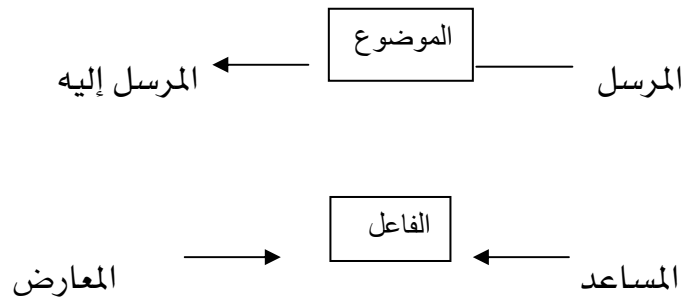 المرسل الموضوع المرسل إليه
المساعد الفاعل المعارض